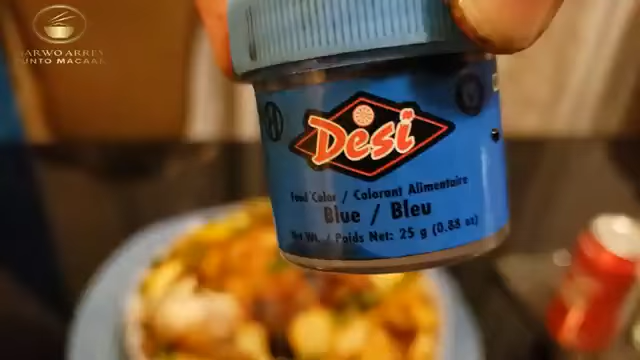 Desi
Food Color / Colorant Alimentaire
Blue / Bleu
Net Wt. / Poids Net: 25 g (0.88 oz)